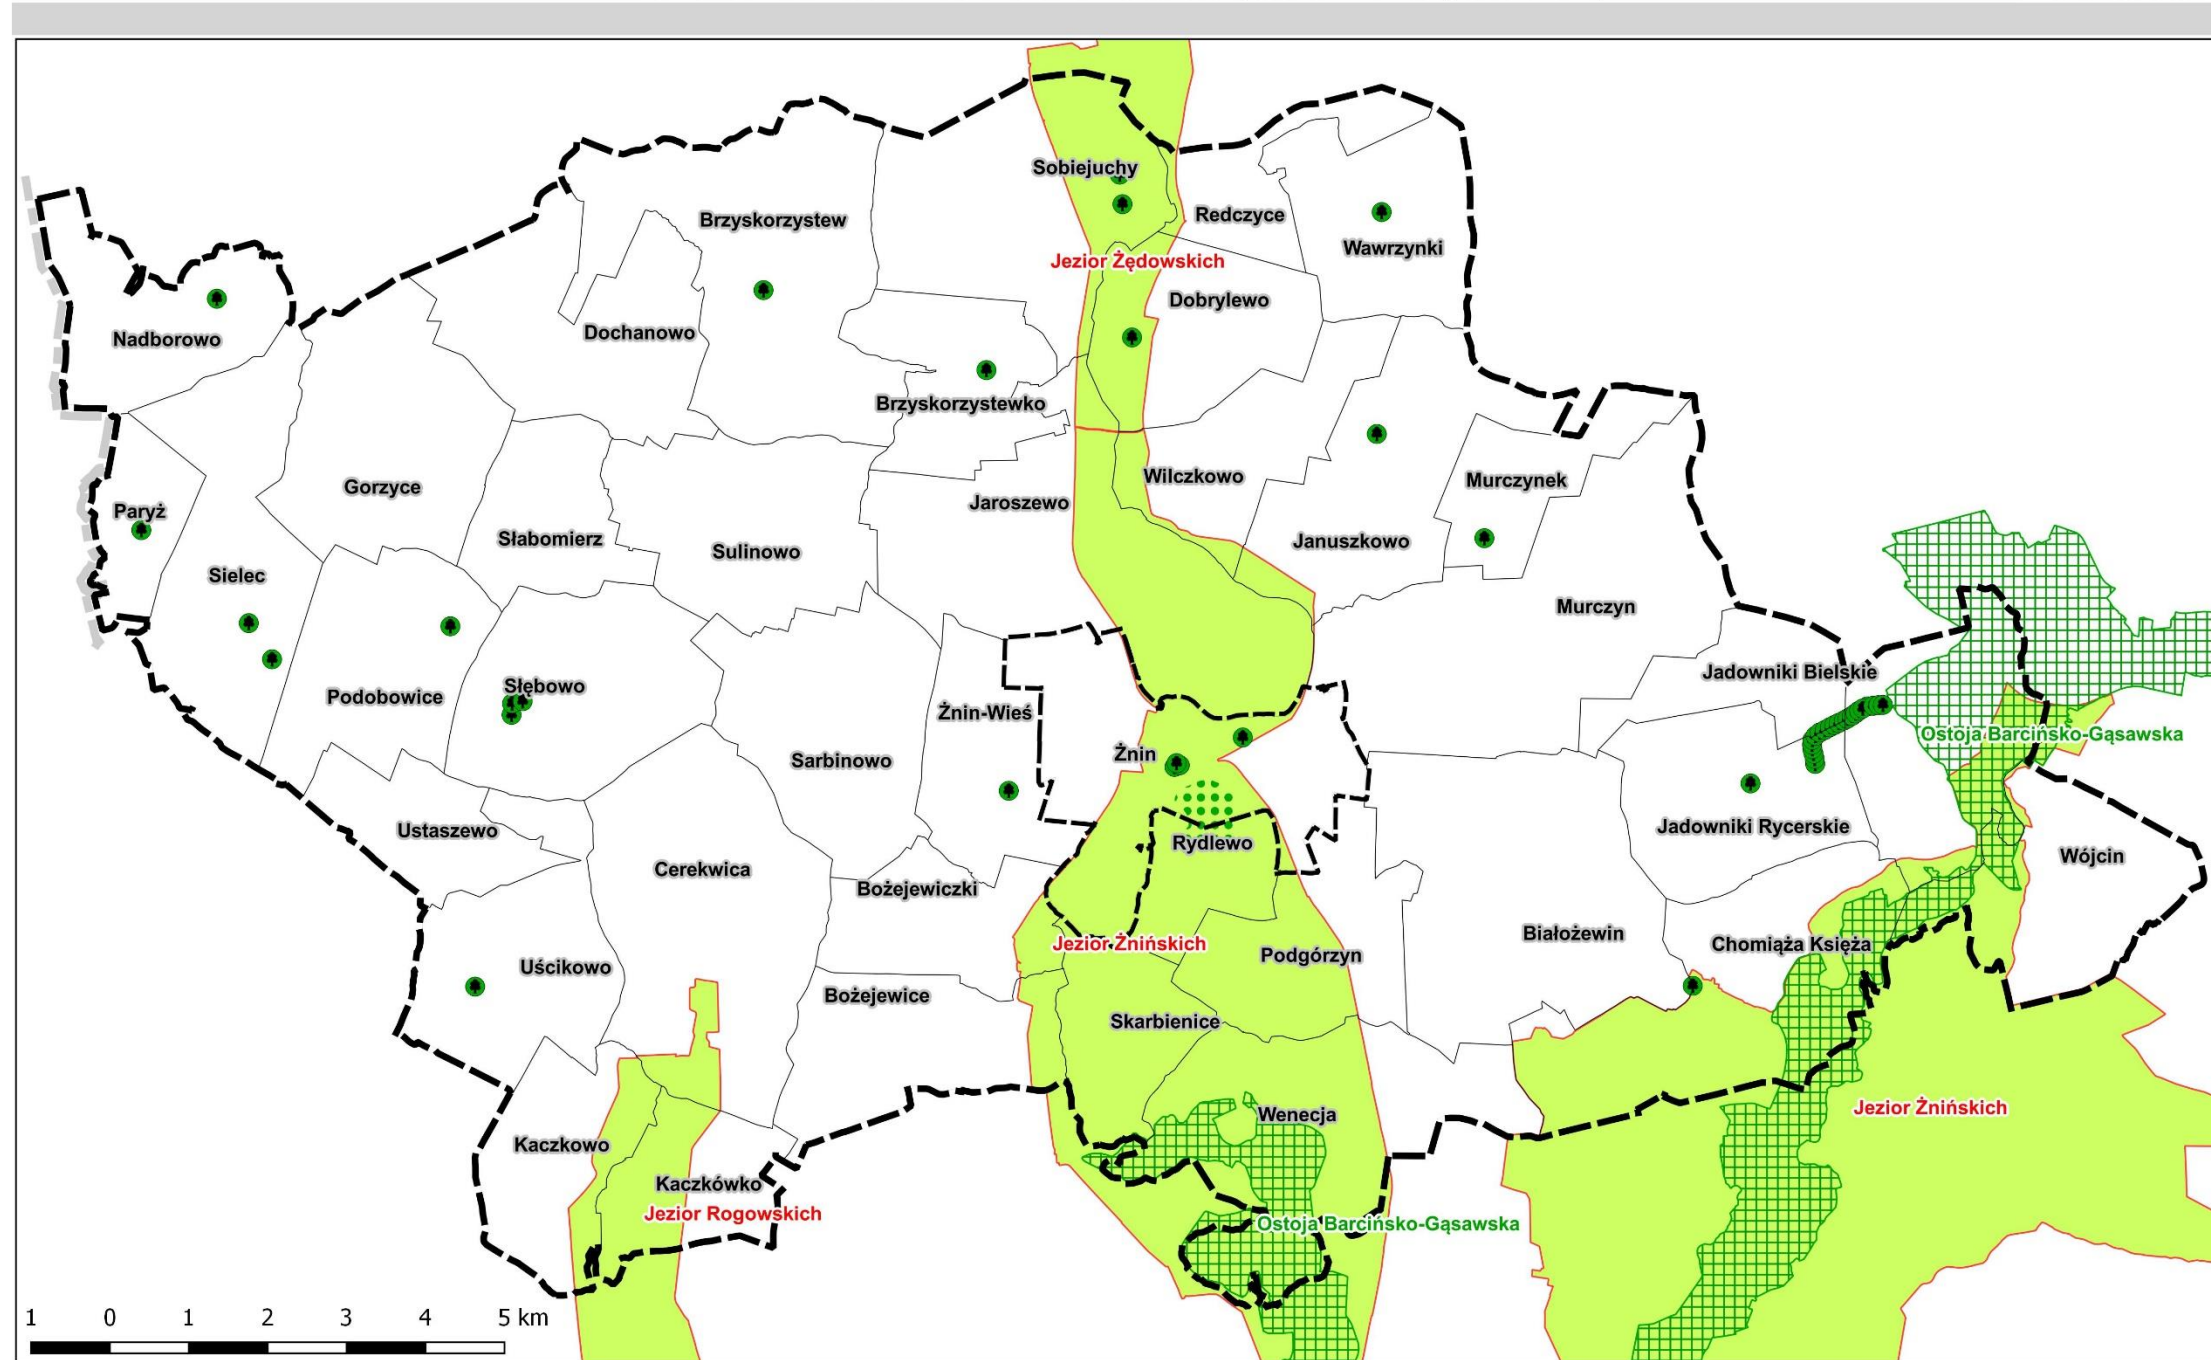 Sobiejuchy
Redczyce
Brzyskorzystew
Wawrzynki
Jezior Żędowskich
Dobrylewo
Dochanowo
Nadborowo
Brzyskorzystewko
Wilczkowo
Murczynek
Gorzyce
Jaroszewo
Paryż
Słabomierz
Januszkowo
Sulinowo
Sielec
Murczyn
Jadowniki Bielskie
Słębowo
Podobowice
Żnin-Wieś
Ostoja Barcińsko-Gąsawska
Żnin
Sarbinowo
Jadowniki Rycerskie
Ustaszewo
Rydlewo
Wójcin
Cerekwica
Bożejewiczki
Białożewin
Jezior Żnińskich
Chomiąża Księża
Podgórzyn
Uścikowo
Bożejewice
Skarbienice
Jezior Żnińskich
Wenecja
Kaczkowo
Kaczkówko
Jezior Rogowskich
Ostoja Barcińsko-Gąsawska
1 0 1 2 3 4 5 km